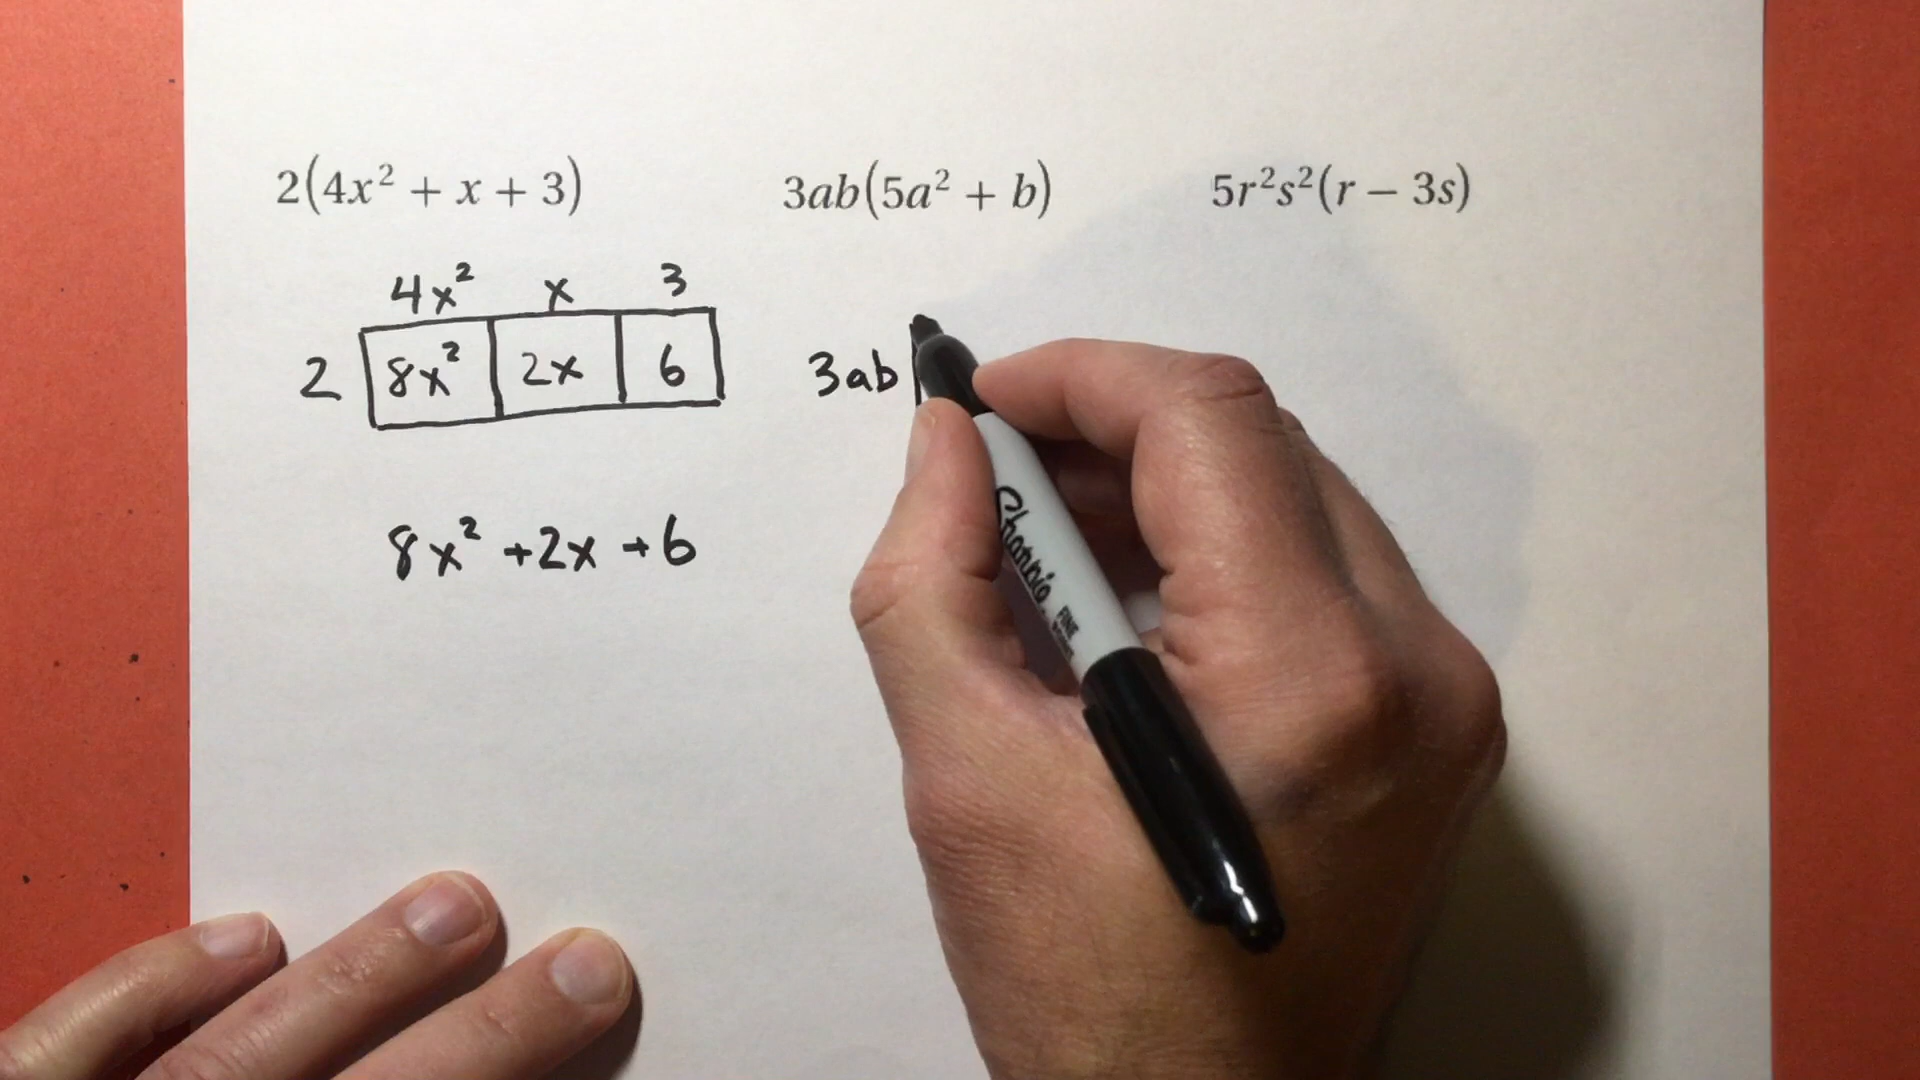 2(4x² + x + 3)
3ab(5a² + b)
5r²s²(r − 3s)
4x² x 3
2 8x² 2x 6
3ab
8x² + 2x + 6
Sharpie
FINE